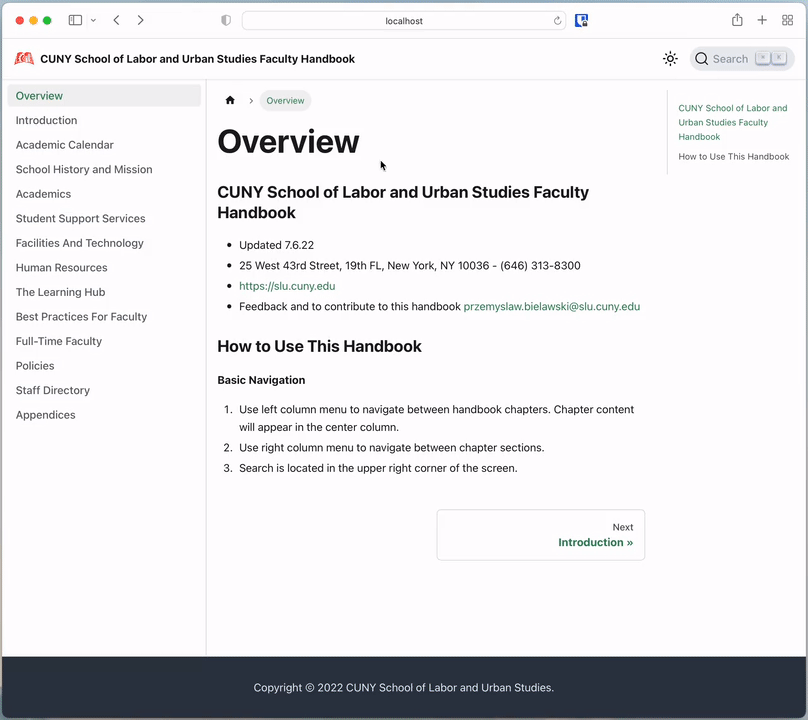 localhost
CUNY School of Labor and Urban Studies Faculty Handbook
Search
Overview
Introduction
Academic Calendar
School History and Mission
Academics
Student Support Services
Facilities And Technology
Human Resources
The Learning Hub
Best Practices For Faculty
Full-Time Faculty
Policies
Staff Directory
Appendices
Overview
Overview
CUNY School of Labor and Urban Studies Faculty
Handbook
Updated 7.6.22
25 West 43rd Street, 19th FL, New York, NY 10036 - (646) 313-8300
https://slu.cuny.edu
Feedback and to contribute to this handbook przemyslaw.bielawski@slu.cuny.edu
How to Use This Handbook
Basic Navigation
1. Use left column menu to navigate between handbook chapters. Chapter content
will appear in the center column.
2. Use right column menu to navigate between chapter sections.
3. Search is located in the upper right corner of the screen.
Next
Introduction »
CUNY School of Labor and
Urban Studies Faculty
Handbook
How to Use This Handbook
Copyright © 2022 CUNY School of Labor and Urban Studies.